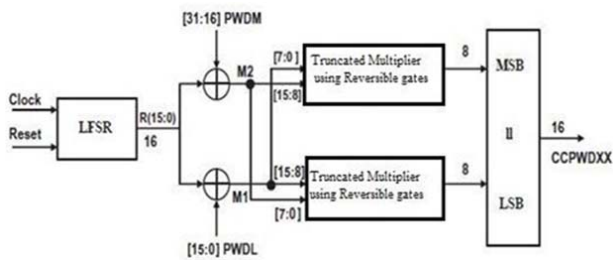 [31:16] PWDM
[7:0]
Truncated Multiplier
using Reversible gates
8
MSB
M2
[15:8]
Clock
Reset
LFSR
R(15:0)
16
ll
16
CCPWDXX
[15:8]
Truncated Multiplier
using Reversible gates
8
M1
[7:0]
LSB
[15:0] PWDL